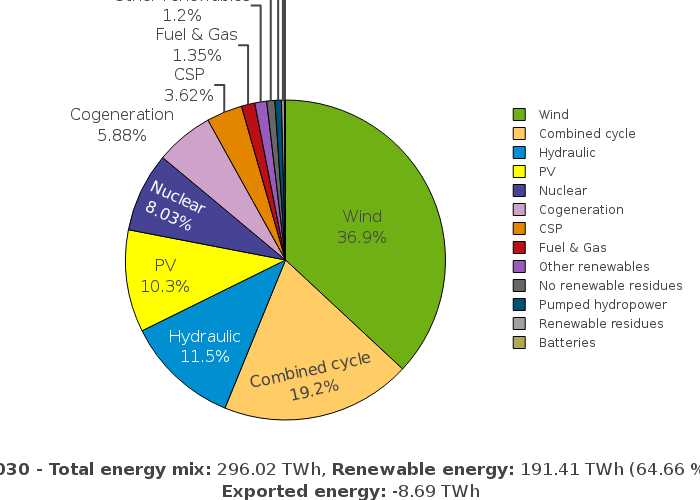 1.2%
Fuel & Gas
1.35%
CSP
3.62%
Cogeneration
5.88%
Nuclear
8.03%
PV
10.3%
Hydraulic
11.5%
Combined cycle
19.2%
Wind
36.9%
Wind
Combined cycle
Hydraulic
PV
Nuclear
Cogeneration
CSP
Fuel & Gas
Other renewables
No renewable residues
Pumped hydropower
Renewable residues
Batteries
030 - Total energy mix: 296.02 TWh, Renewable energy: 191.41 TWh (64.66 %
Exported energy: -8.69 TWh